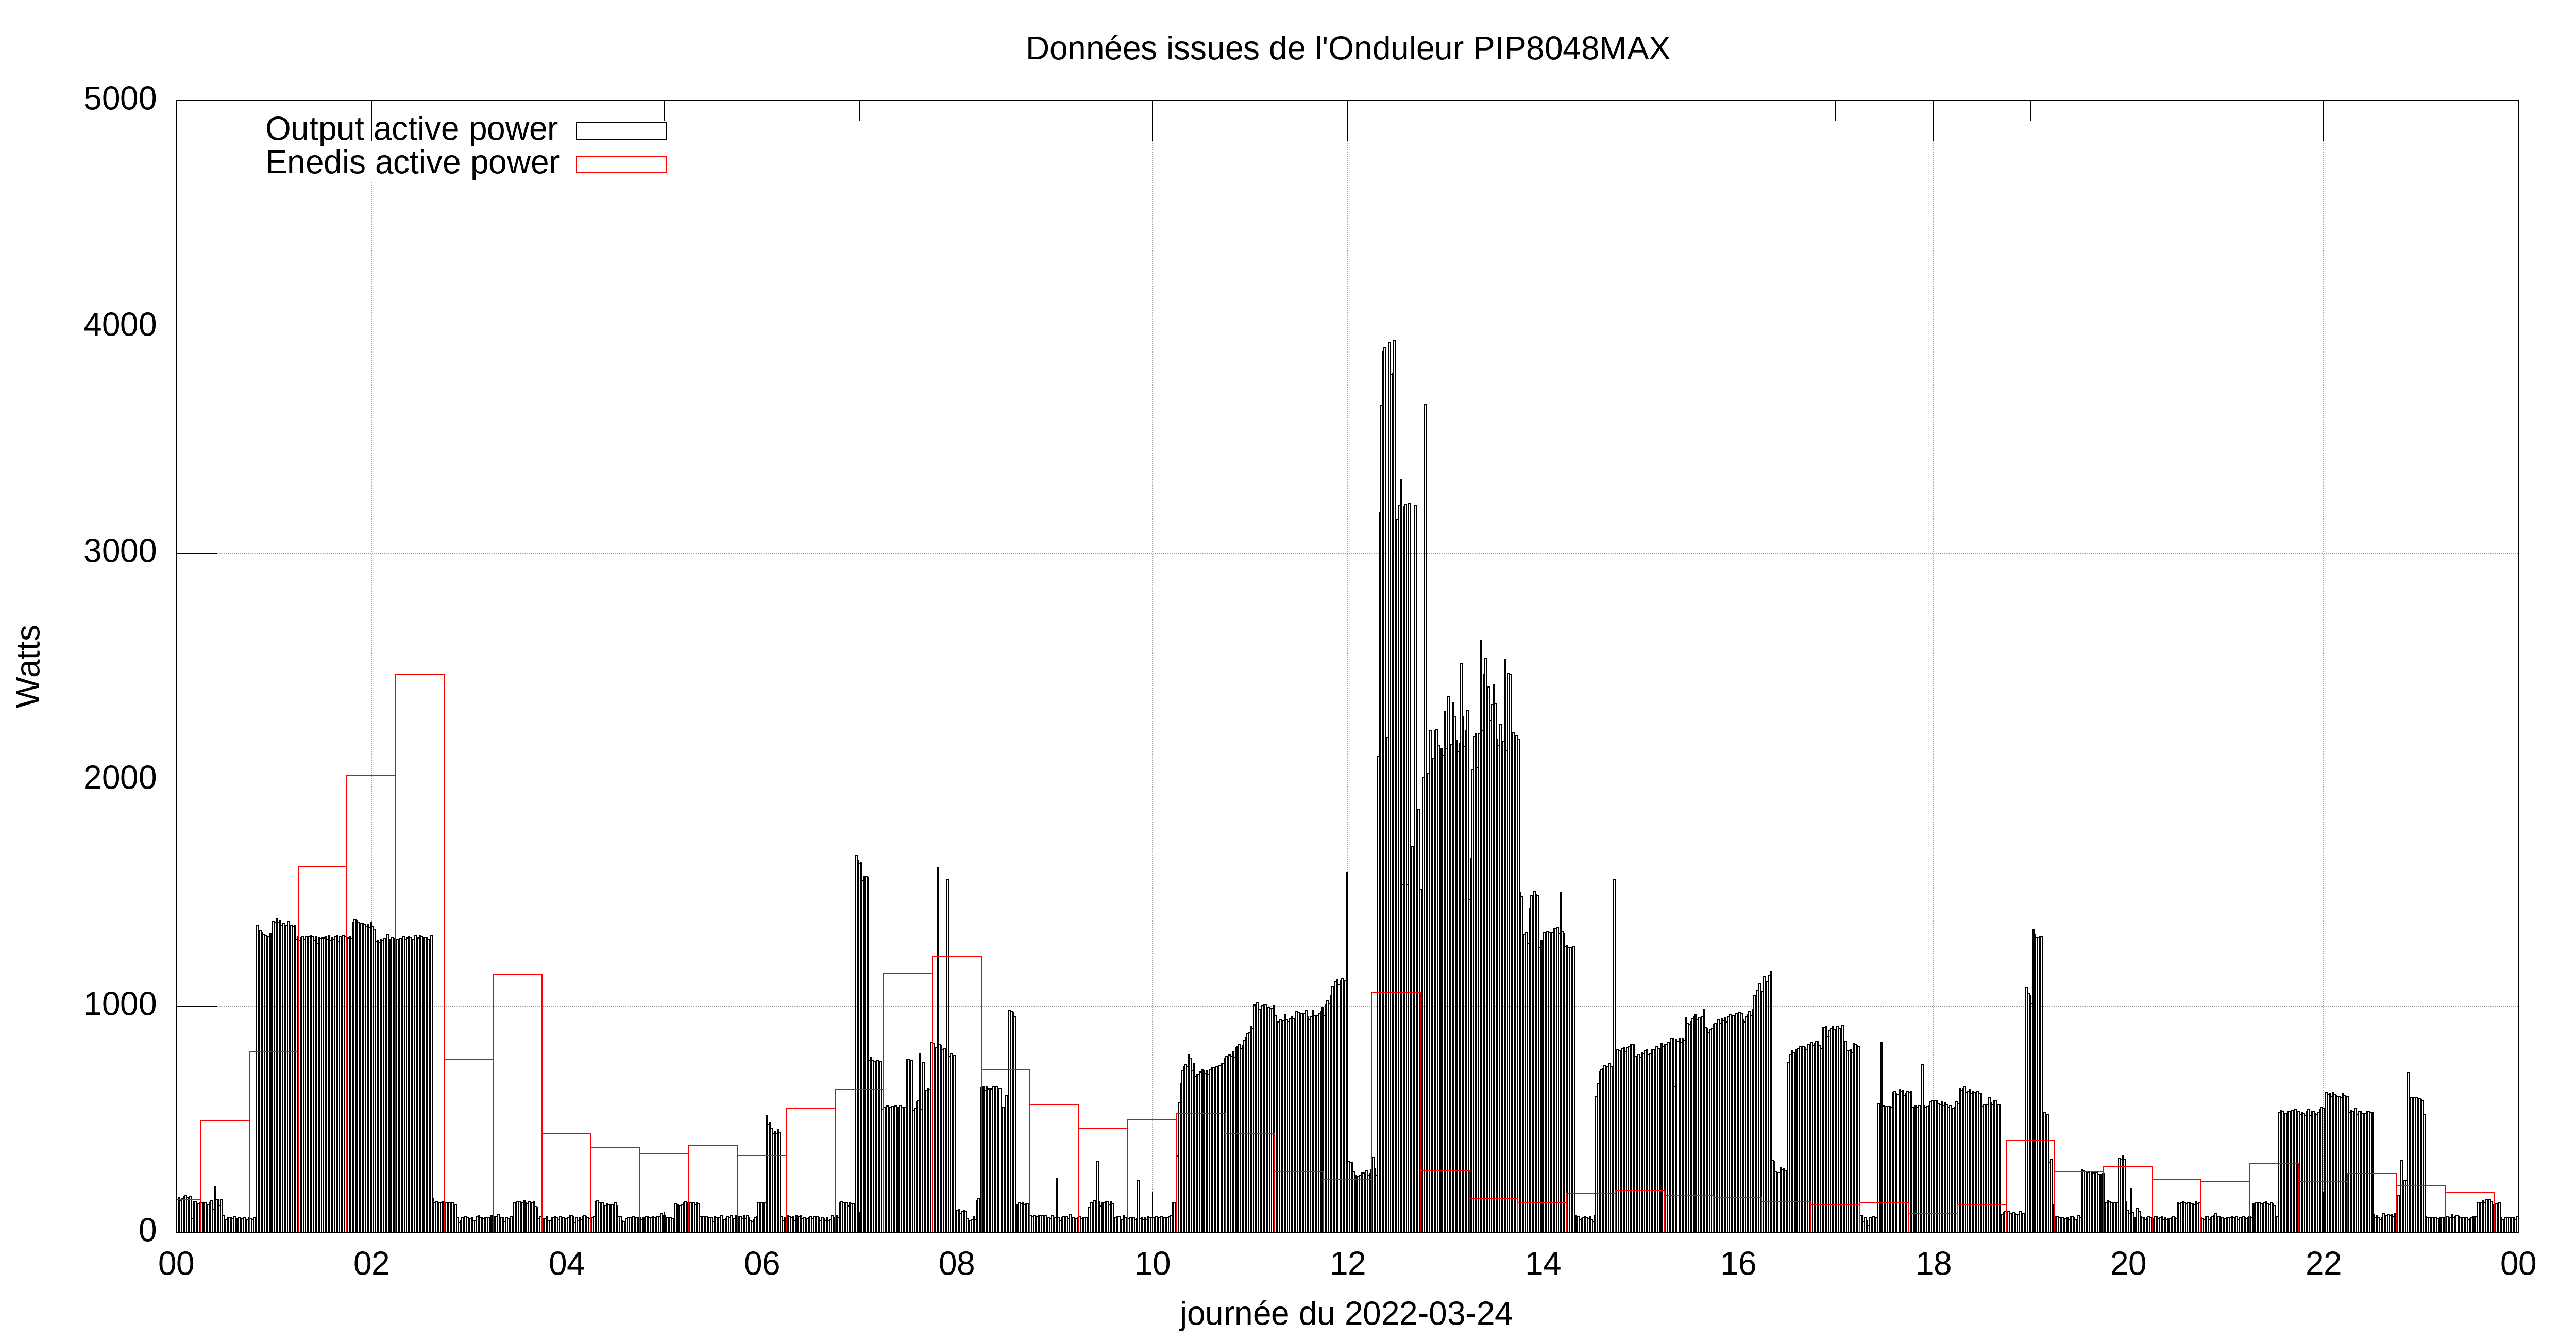 Données issues de l'Onduleur PIP8048MAX
5000
Output active power
Enedis active power
4000
3000
Watts
2000
1000
0
00 02 04 06 08 10 12 14 16 18 20 22 00
journée du 2022-03-24